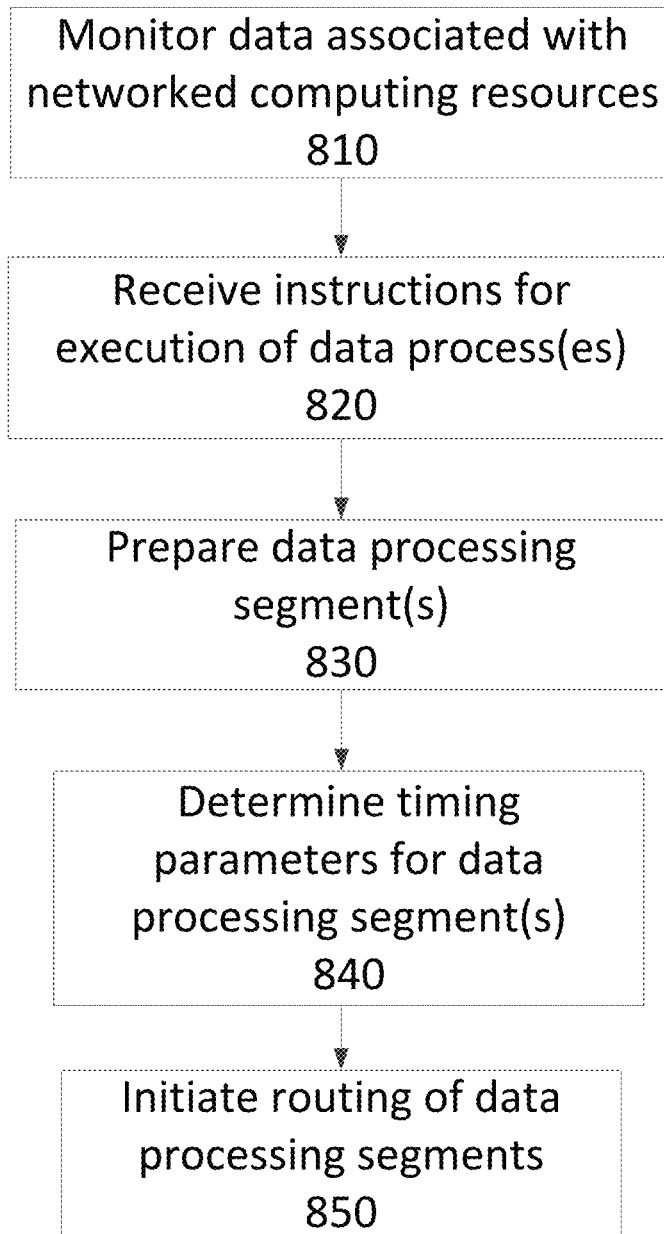 Monitor data associated with
networked computing resources
810
Receive instructions for
execution of data process(es)
820
Prepare data processing
segment(s)
830
Determine timing
parameters for data
processing segment(s)
840
Initiate routing of data
processing segments
850